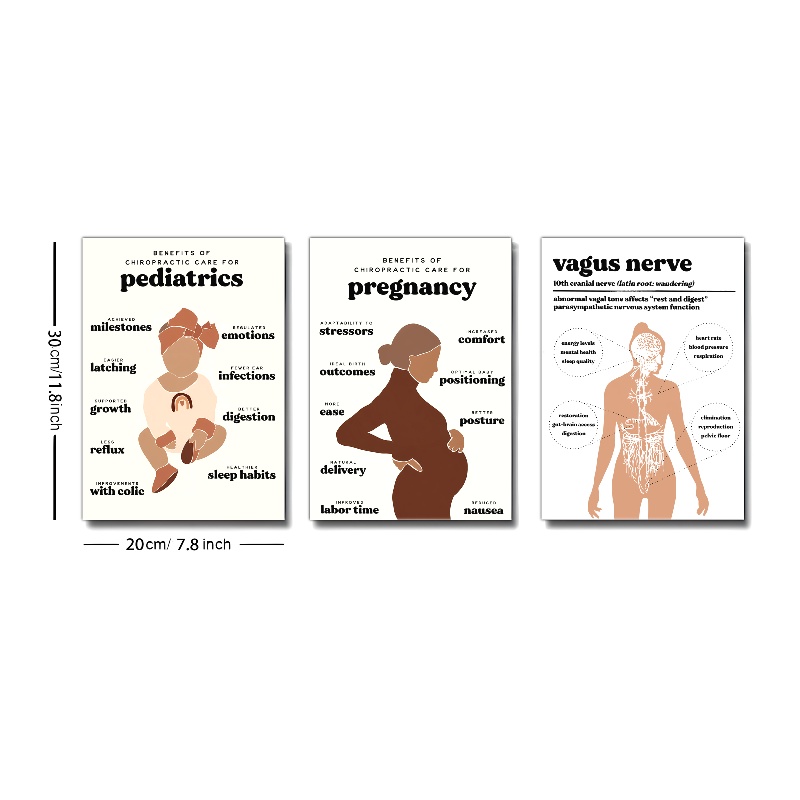 30cm/11.8inch
20cm/ 7.8 inch
BENEFITS OF
CHIROPRACTIC CARE FOR
pediatrics
ACHIEVED
milestones
EASIER
latching
SUPPORTED
growth
LESS
reflux
IMPROVEMENTS
with colic
REGULATED
emotions
FEWER EAR
infections
BETTER
digestion
HEALTHIER
sleep habits
BENEFITS OF
CHIROPRACTIC CARE FOR
pregnancy
ADAPTABILITY TO
stressors
IDEAL BIRTH
outcomes
MORE
ease
NATURAL
delivery
IMPROVED
labor time
INCREASED
comfort
OPTIMAL BABY
positioning
BETTER
posture
REDUCED
nausea
vagus nerve
10th cranial nerve (latin root: wandering)
abnormal vagal tone affects "rest and digest"
parasympathetic nervous system function
energy levels
mental health
sleep quality
heart rate
blood pressure
respiration
restoration
gut-brain access
digestion
elimination
reproduction
pelvic floor